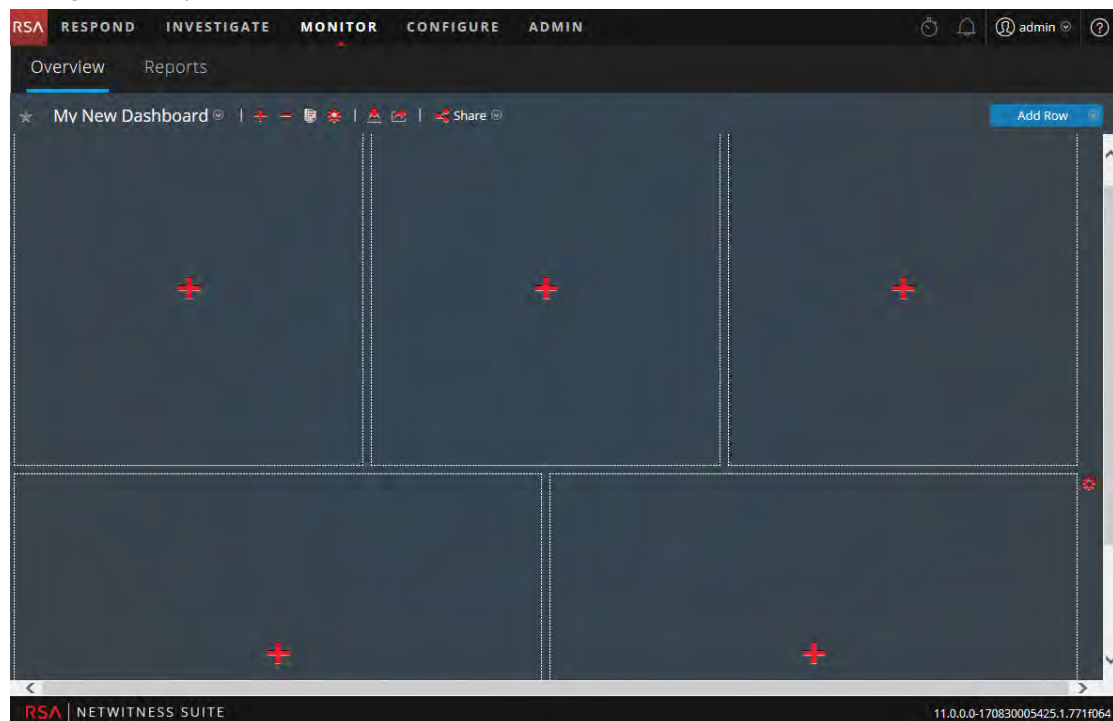 RSA RESPOND INVESTIGATE MONITOR CONFIGURE ADMIN admin
Overview Reports
My New Dashboard Share Add Row
RSA NETWITNESS SUITE 11.0.0.0-170830005425.1.771f064